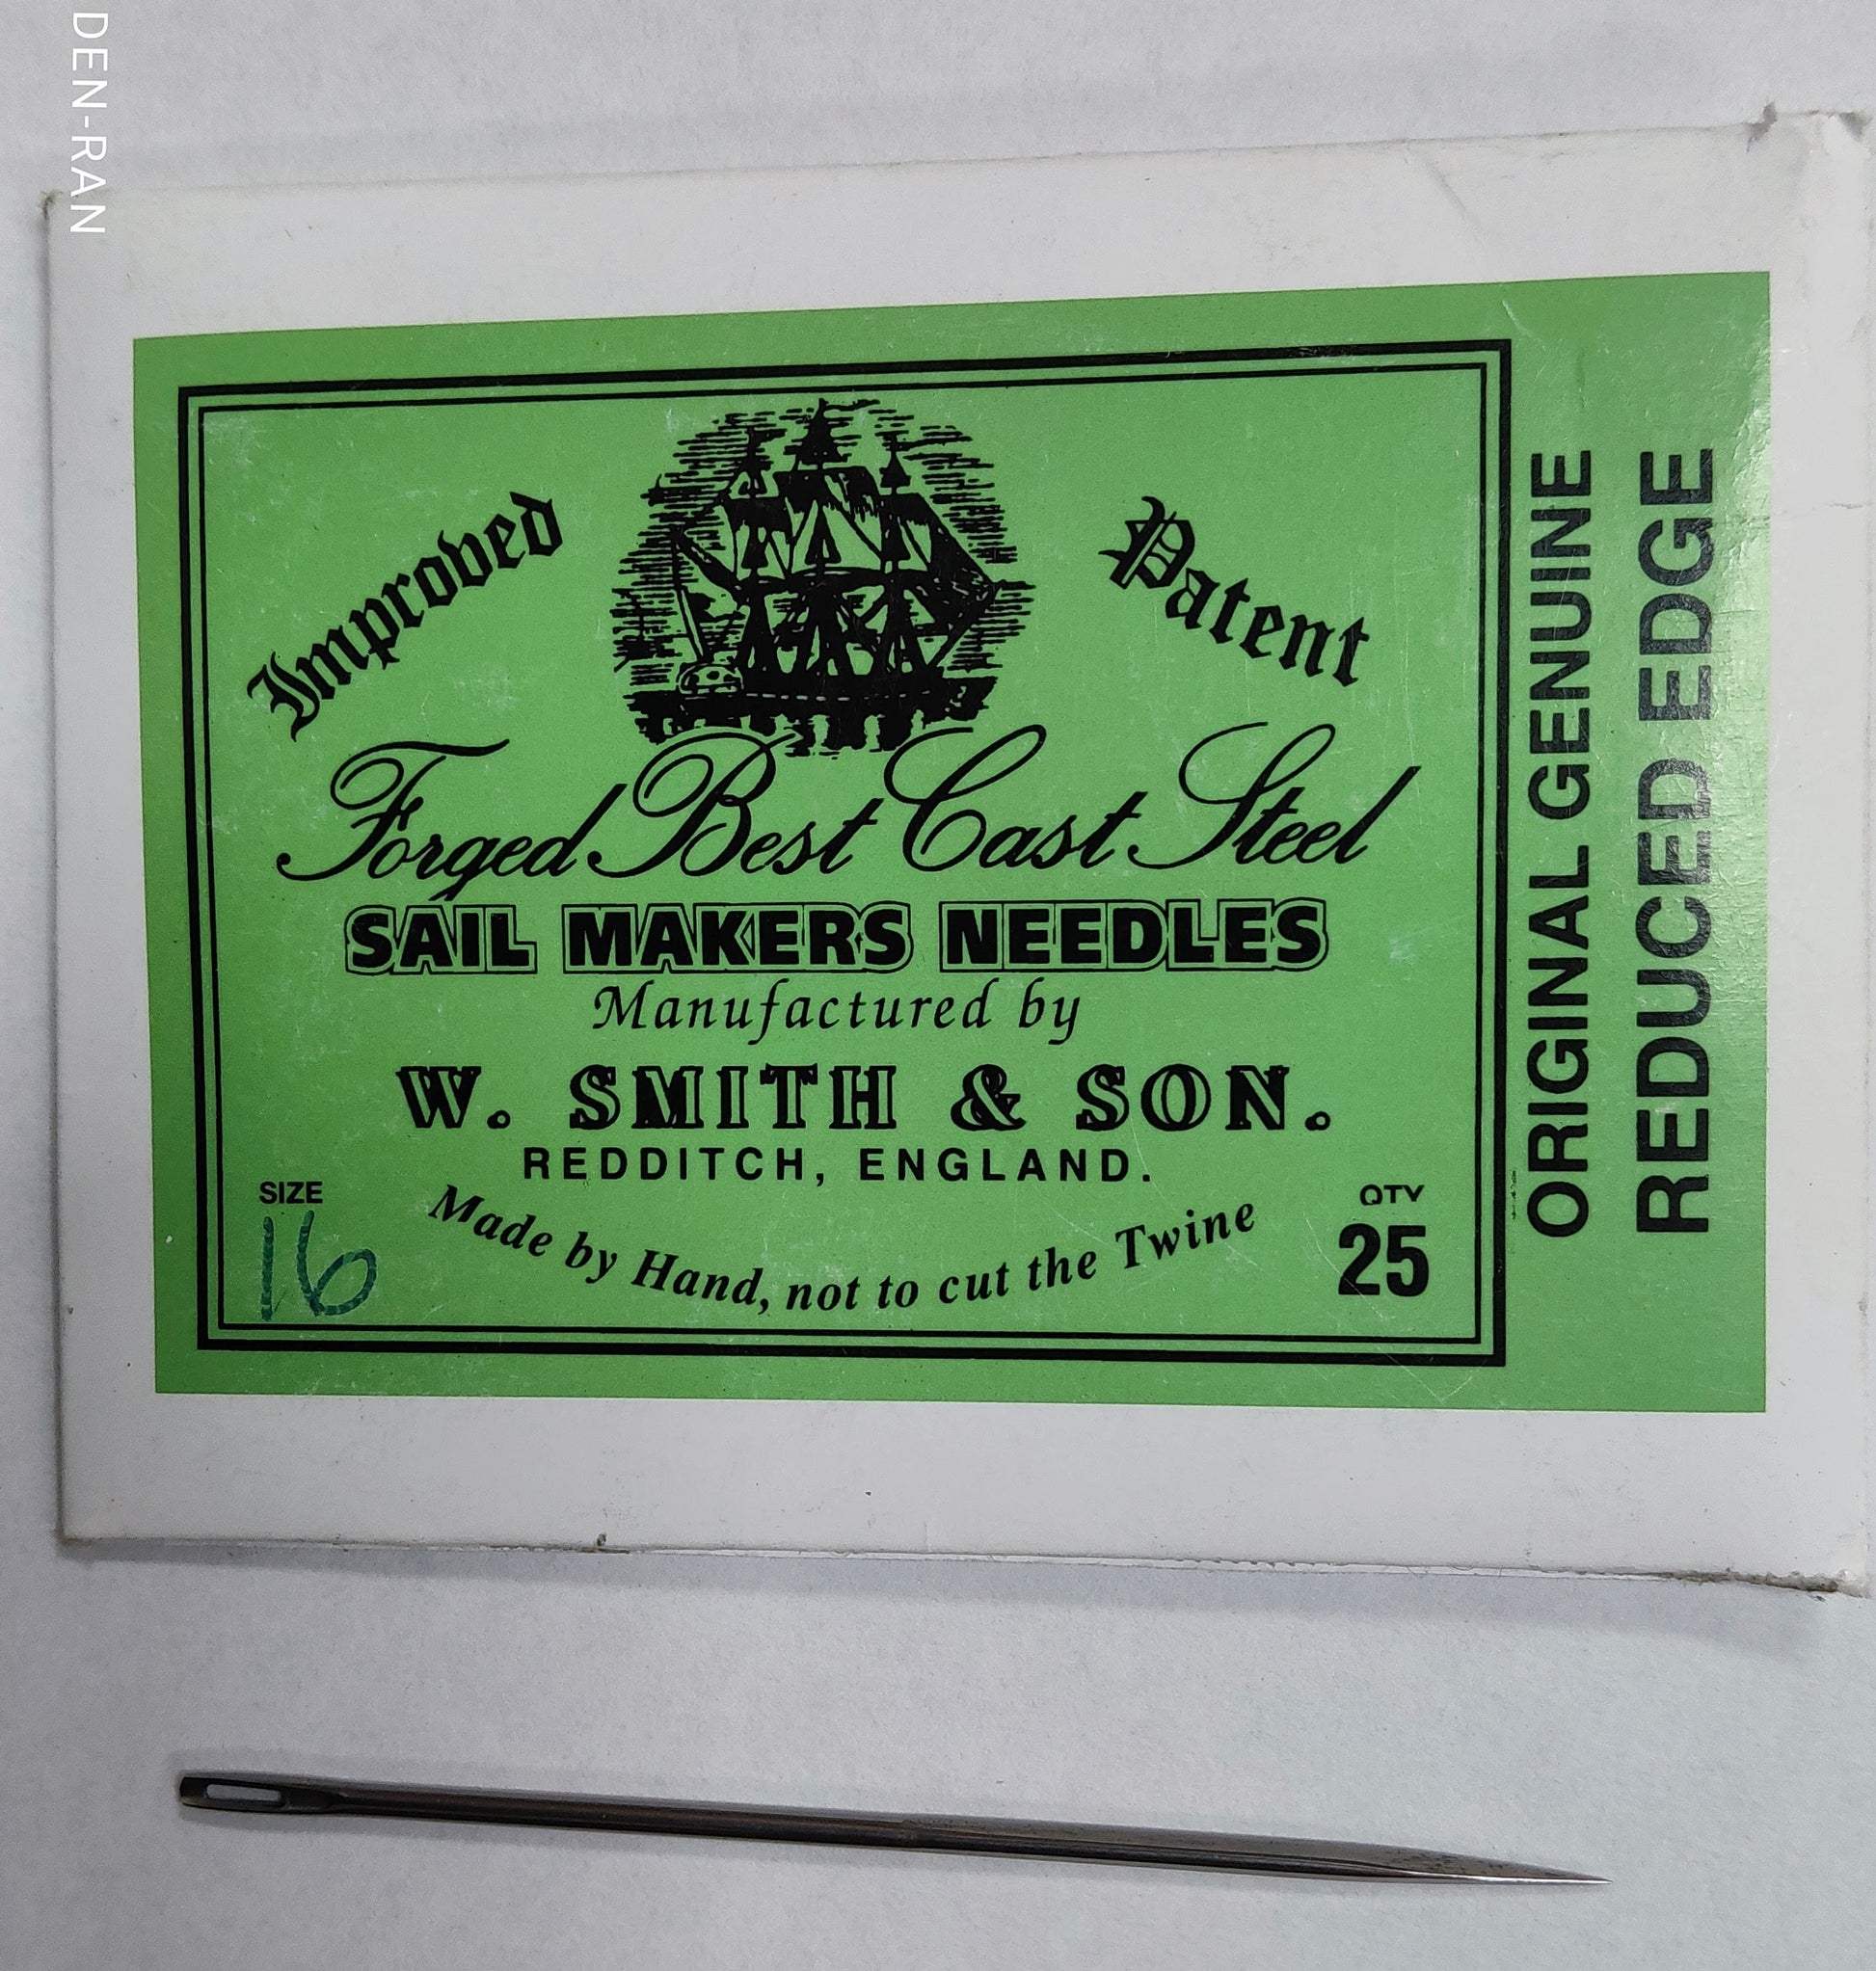 DEN-RAN
Improved Patent
Forged Best Cast Steel
SAIL MAKERS NEEDLES
Manufactured by
W. SMITH & SON.
REDDITCH, ENGLAND.
Made by Hand, not to cut the Twine
SIZE
16
QTY
25
ORIGINAL GENUINE
REDUCED EDGE